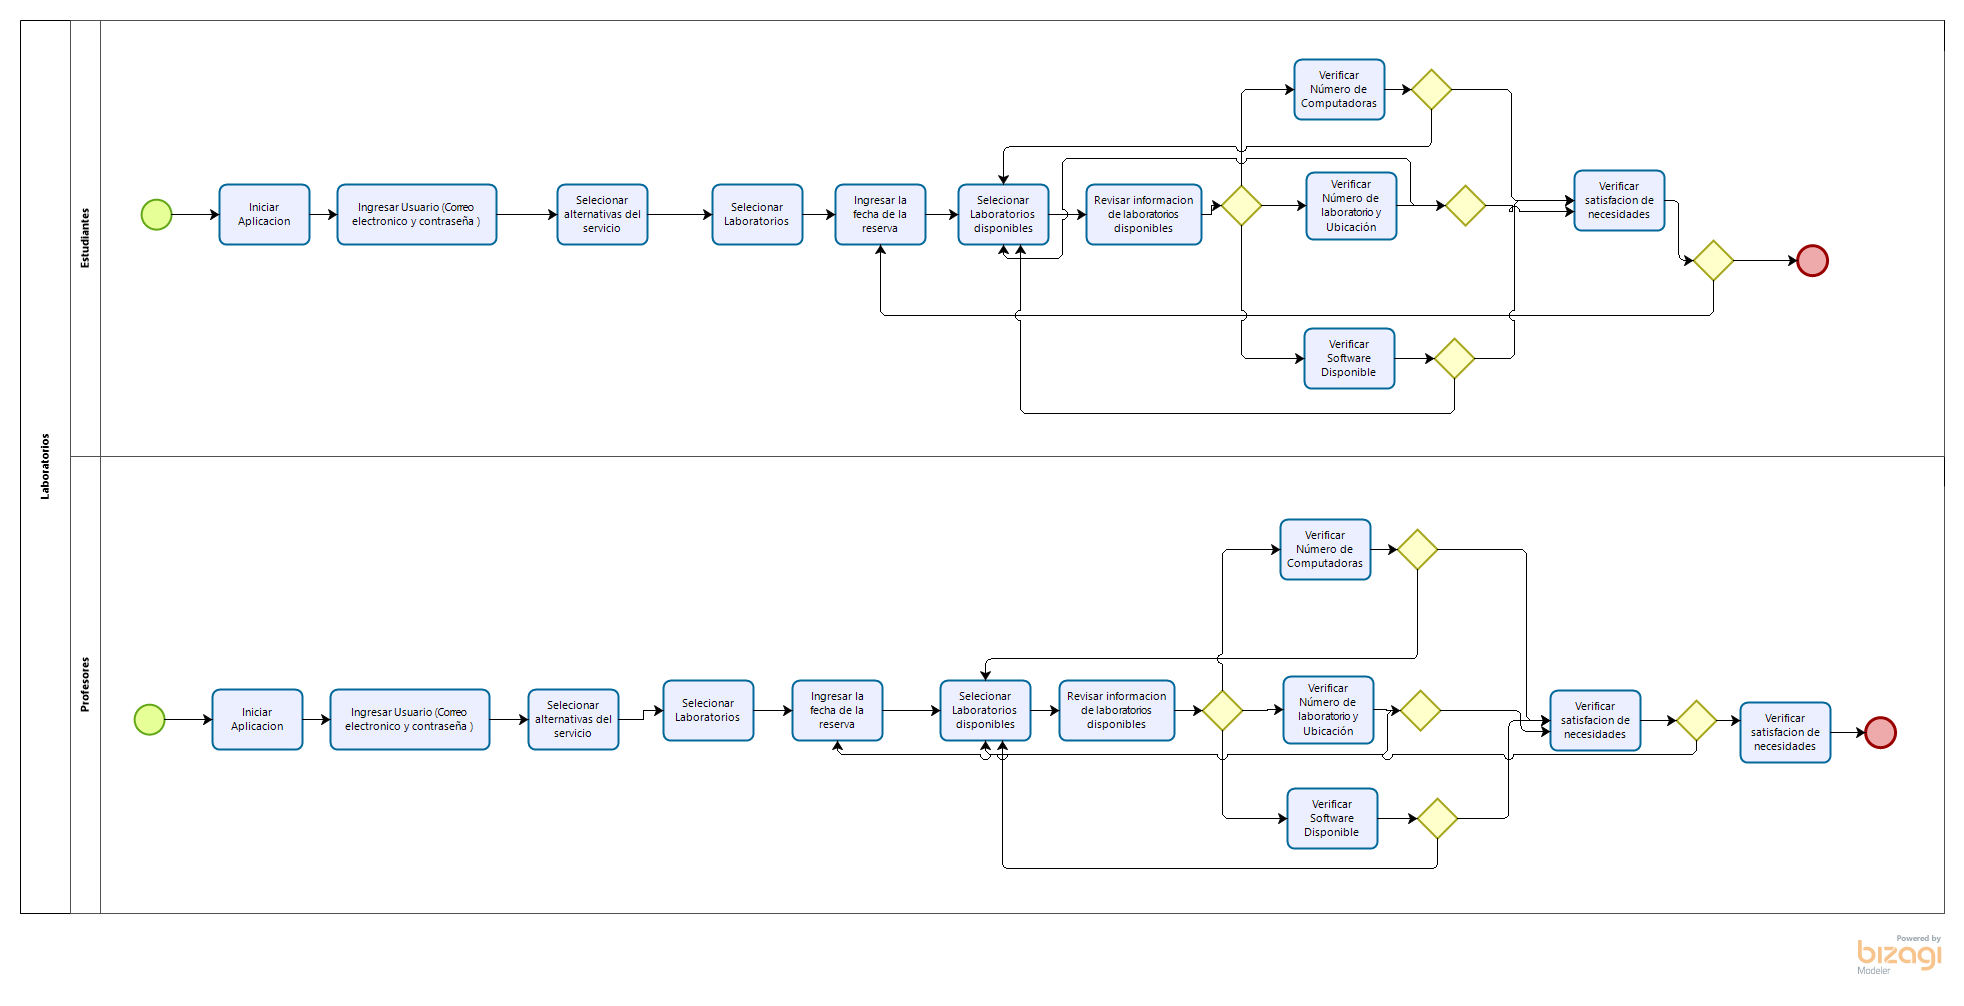 Laboratorios
Estudiantes
Iniciar
Aplicacion
Ingresar Usuario (Correo
electronico y contraseña )
Selecionar
alternativas del
servicio
Selecionar
Laboratorios
Ingresar la
fecha de la
reserva
Selecionar
Laboratorios
disponibles
Revisar informacion
de laboratorios
disponibles
Verificar
Número de
Computadoras
Verificar
Número de
laboratorio y
Ubicación
Verificar
Software
Disponible
Verificar
satisfacion de
necesidades
Profesores
Iniciar
Aplicacion
Ingresar Usuario (Correo
electronico y contraseña )
Selecionar
alternativas del
servicio
Selecionar
Laboratorios
Ingresar la
fecha de la
reserva
Selecionar
Laboratorios
disponibles
Revisar informacion
de laboratorios
disponibles
Verificar
Número de
Computadoras
Verificar
Número de
laboratorio y
Ubicación
Verificar
Software
Disponible
Verificar
satisfacion de
necesidades
Verificar
satisfacion de
necesidades
Powered by
bizagi
Modeler